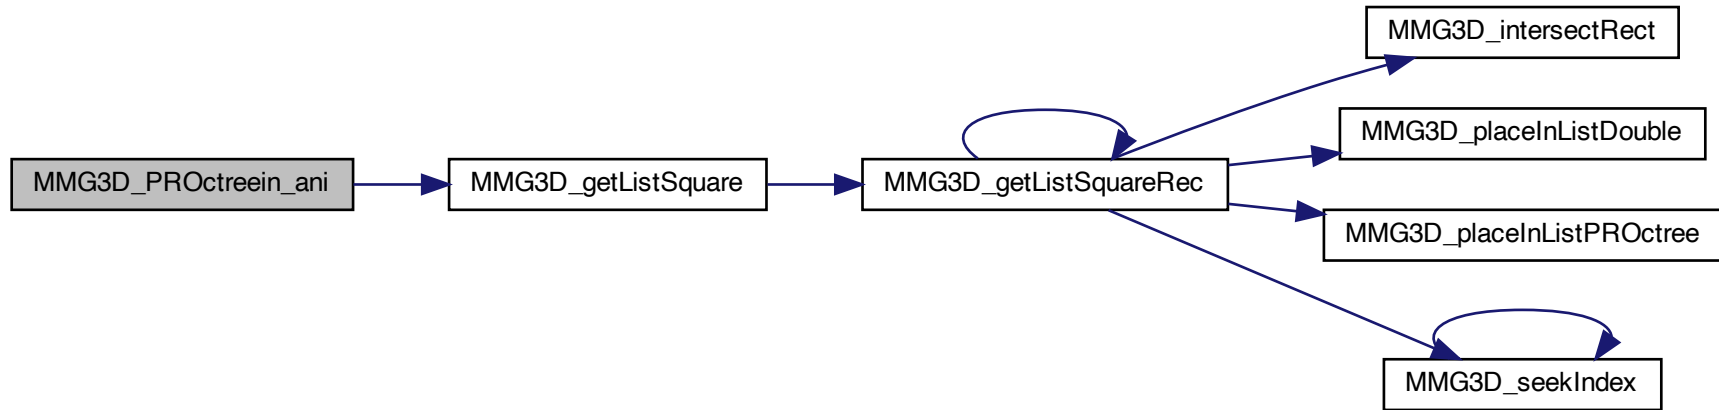 MMG3D_intersectRect
MMG3D_placeInListDouble
MMG3D_PROctreein_ani
MMG3D_getListSquare
MMG3D_getListSquareRec
MMG3D_placeInListPROctree
MMG3D_seekIndex